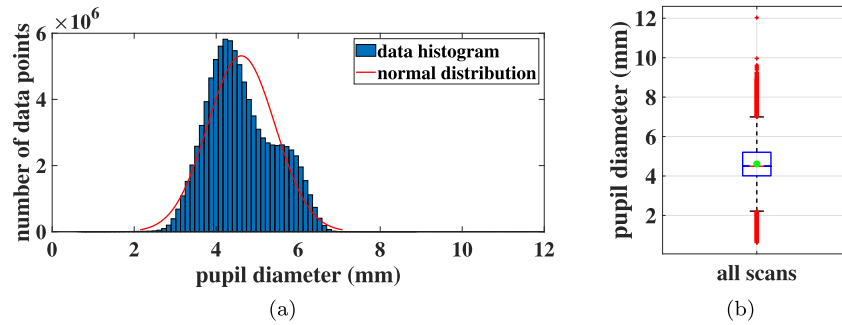 ×10^6
6
4
2
0
number of data points
data histogram
normal distribution
0 2 4 6 8 10 12
pupil diameter (mm)
(a)
12
10
8
6
4
2
pupil diameter (mm)
all scans
(b)